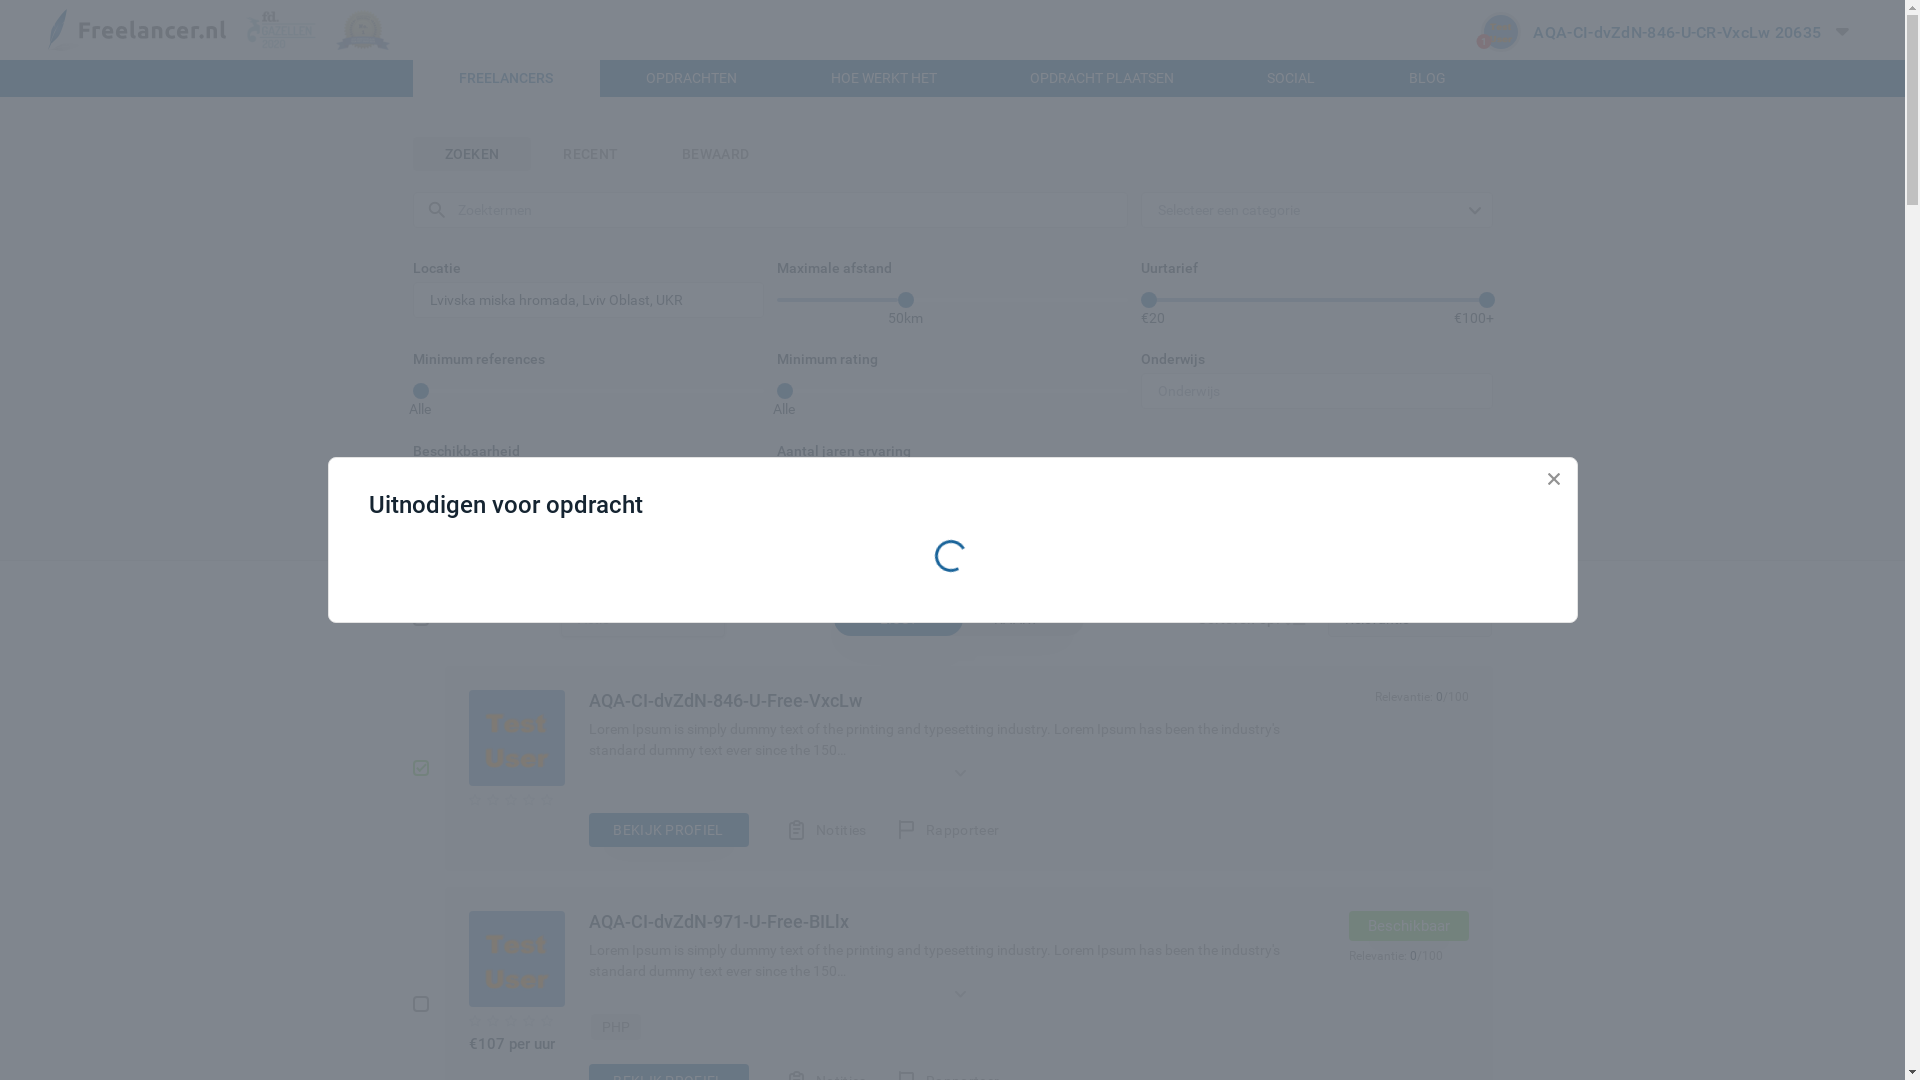 Freelancer.nl
fd.
AQA-CI-dvZdN-846-U-CR-VxcLw 20635
FREELANCERS OPDRACHTEN HOE WERKT HET OPDRACHT PLAATSEN SOCIAL BLOG
ZOEKEN RECENT BEWAARD
Zoektermen Selecteer een categorie
Locatie Maximale afstand Uurtarief
Lvivska miska hromada, Lviv Oblast, UKR
50km €20 €100+
Minimum references Minimum rating Onderwijs
Onderwijs
Alle Alle
Beschikbaarheid Aantal jaren ervaring
Uitnodigen voor opdracht
AQA-CI-dvZdN-846-U-Free-VxcLw Relevantie: 0/100
Test
User
Lorem Ipsum is simply dummy text of the printing and typesetting industry. Lorem Ipsum has been the industry's
standard dummy text ever since the 150...
BEKIJK PROFIEL Notities Rapporteer
AQA-CI-dvZdN-971-U-Free-BILlx Beschikbaar
Test
User
Lorem Ipsum is simply dummy text of the printing and typesetting industry. Lorem Ipsum has been the industry's
Relevantie: 0/100
standard dummy text ever since the 150...
PHP
€107 per uur
BEKIJK PROFIEL Notities Rapporteer